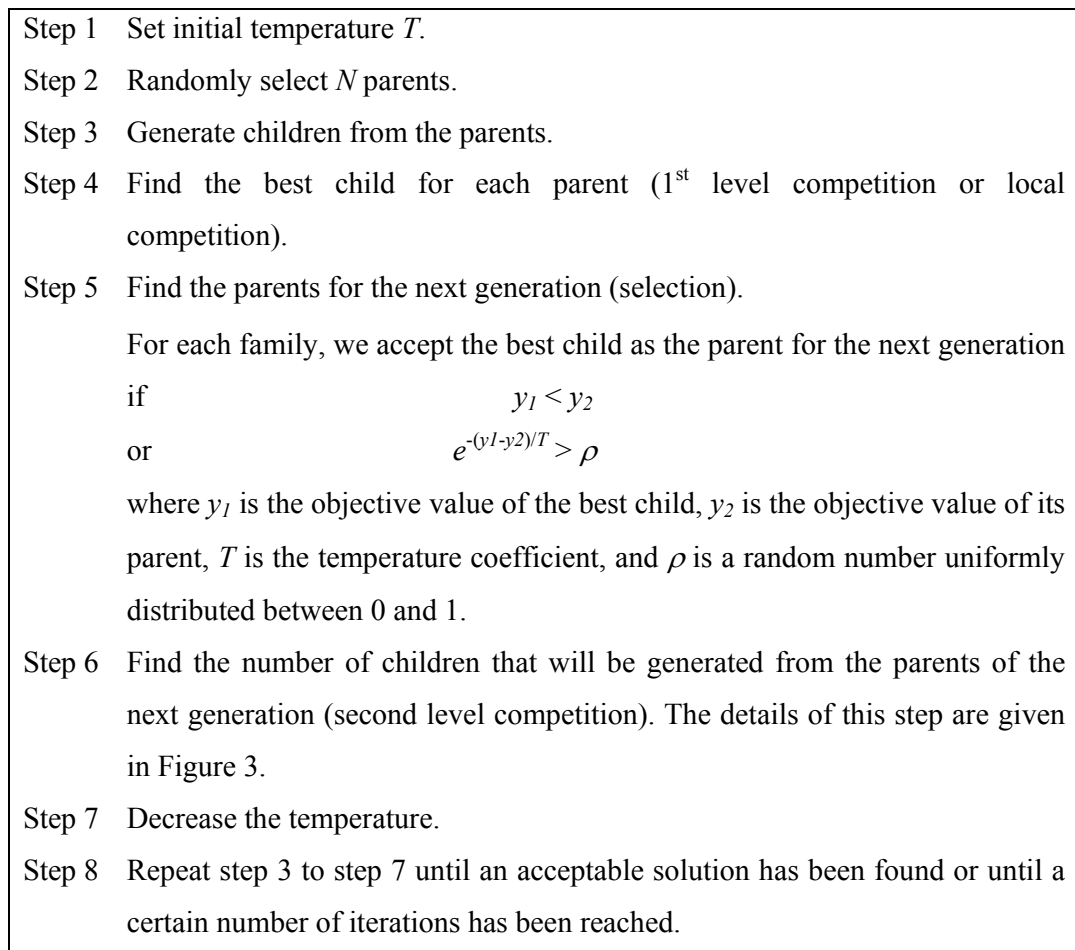 Step 1 Set initial temperature T.
Step 2 Randomly select N parents.
Step 3 Generate children from the parents.
Step 4 Find the best child for each parent (1st level competition or local
competition).
Step 5 Find the parents for the next generation (selection).
For each family, we accept the best child as the parent for the next generation
if y1 < y2
or e-(y1-y2)/T > ρ
where y1 is the objective value of the best child, y2 is the objective value of its
parent, T is the temperature coefficient, and ρ is a random number uniformly
distributed between 0 and 1.
Step 6 Find the number of children that will be generated from the parents of the
next generation (second level competition). The details of this step are given
in Figure 3.
Step 7 Decrease the temperature.
Step 8 Repeat step 3 to step 7 until an acceptable solution has been found or until a
certain number of iterations has been reached.